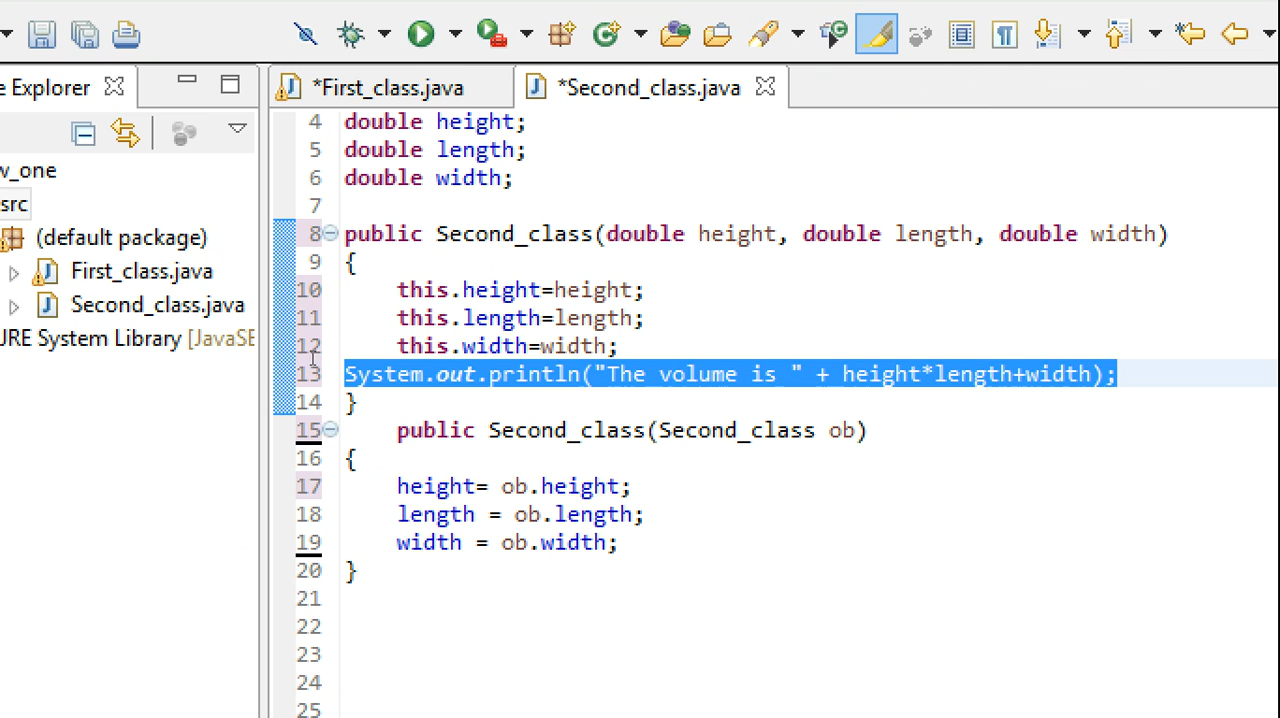 e Explorer
*First_class.java
*Second_class.java
w_one
src
(default package)
First_class.java
Second_class.java
JRE System Library [JavaSE
4 double height;
5 double length;
6 double width;
7
8 public Second_class(double height, double length, double width)
9 {
10 this.height=height;
11 this.length=length;
12 this.width=width;
13 System.out.println("The volume is " + height*length+width);
14 }
15 public Second_class(Second_class ob)
16 {
17 height= ob.height;
18 length = ob.length;
19 width = ob.width;
20 }
21
22
23
24
25